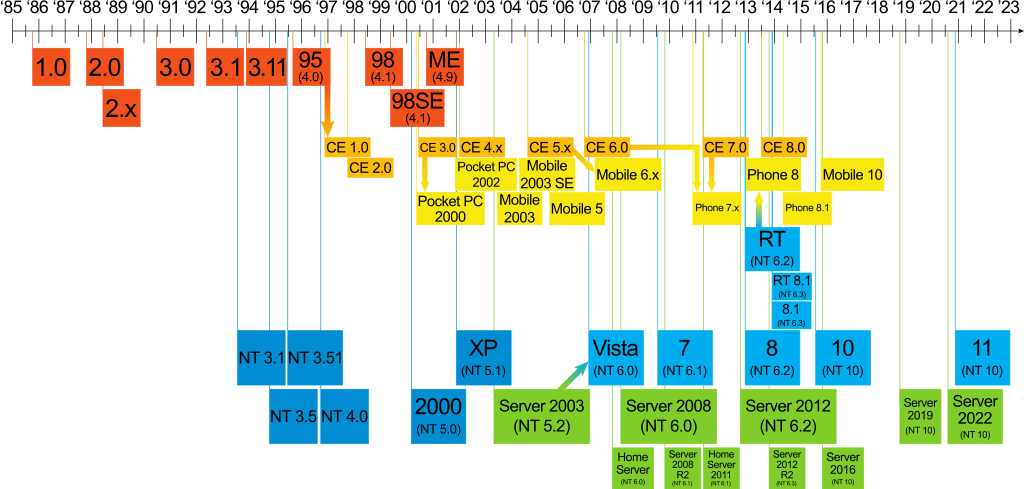 '85 '86 '87 '88 '89 '90 '91 '92 '93 '94 '95 '96 '97 '98 '99 '00 '01 '02 '03 '04 '05 '06 '07 '08 '09 '10 '11 '12 '13 '14 '15 '16 '17 '18 '19 '20 '21 '22 '23
1.0
2.0
3.0
3.1
3.11
95
(4.0)
98
(4.1)
ME
(4.9)
2.x
98SE
(4.1)
CE 1.0
CE 3.0
CE 4.x
CE 5.x
CE 6.0
CE 7.0
CE 8.0
CE 2.0
Pocket PC
2002
Mobile
2003 SE
Mobile 6.x
Phone 8
Mobile 10
Pocket PC
2000
Mobile
2003
Mobile 5
Phone 7.x
Phone 8.1
RT
(NT 6.2)
RT 8.1
(NT 6.3)
8.1
(NT 6.3)
NT 3.1
NT 3.51
XP
(NT 5.1)
Vista
(NT 6.0)
7
(NT 6.1)
8
(NT 6.2)
10
(NT 10)
11
(NT 10)
NT 3.5
NT 4.0
2000
(NT 5.0)
Server 2003
(NT 5.2)
Server 2008
(NT 6.0)
Server 2012
(NT 6.2)
Server
2019
(NT 10)
Server
2022
(NT 10)
Home
Server
(NT 6.0)
Server
2008
R2
(NT 6.1)
Home
Server
2011
(NT 6.1)
Server
2012
R2
(NT 6.3)
Server
2016
(NT 10)